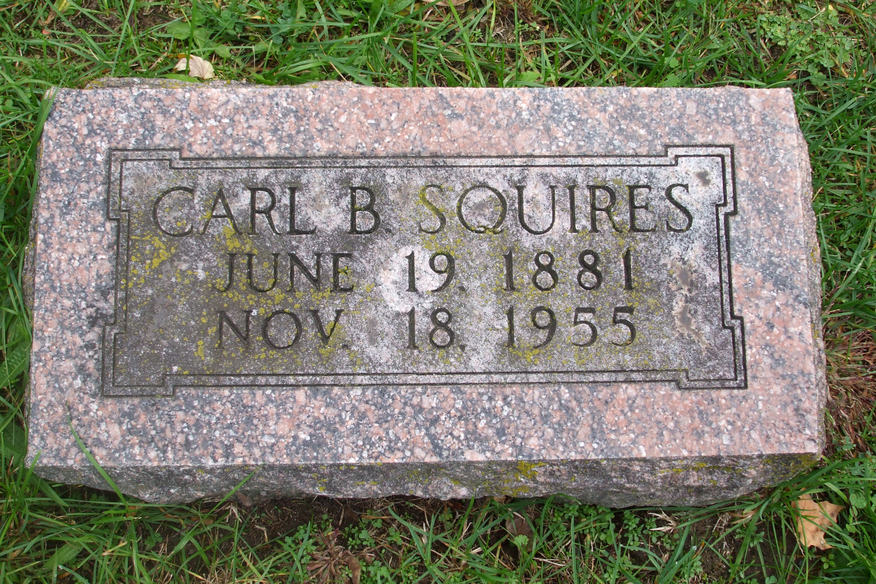 CARL B. SQUIRES
JUNE 19. 1881
NOV. 18. 1955